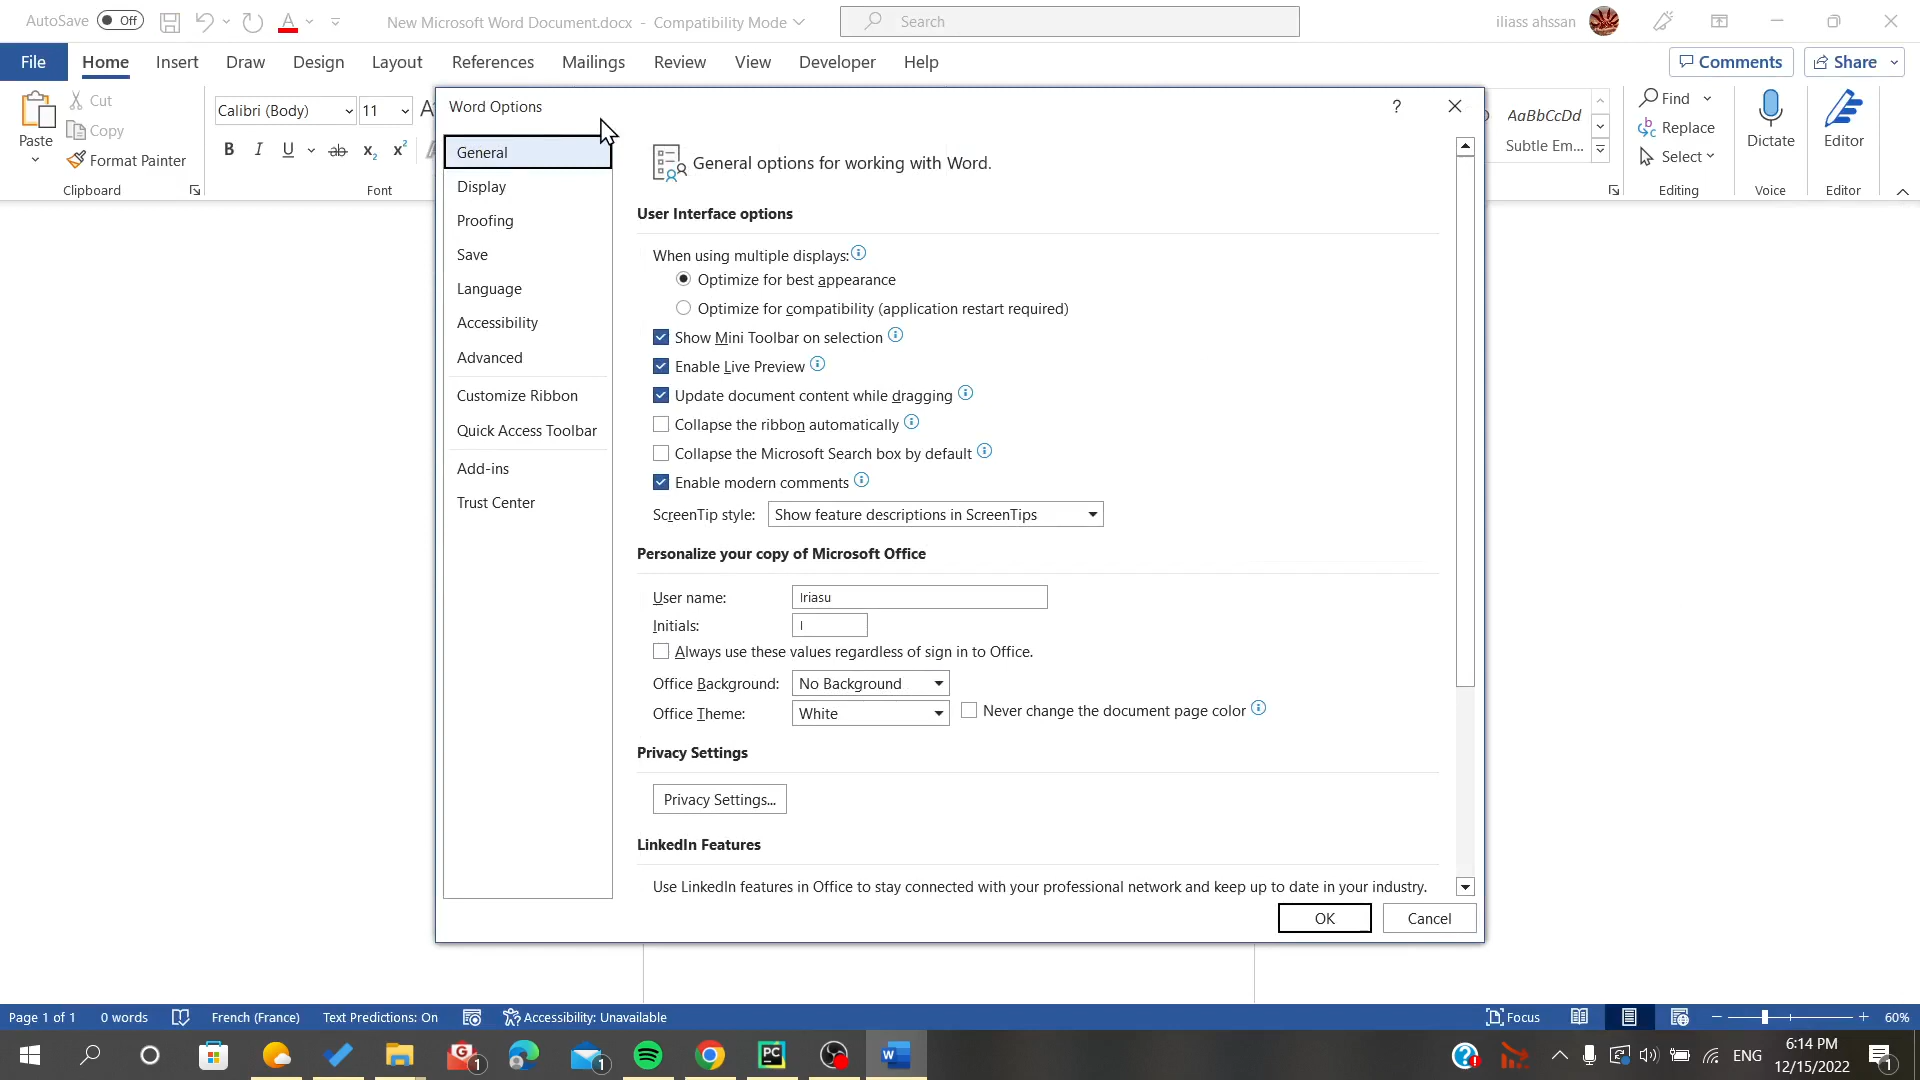 AutoSave Off
New Microsoft Word Document.docx - Compatibility Mode
Search
iliass ahssan
File Home Insert Draw Design Layout References Mailings Review View Developer Help
Comments Share
Paste
Cut
Copy
Format Painter
Clipboard
Calibri (Body) 11
Font
AaBbCcDd
Subtle Em...
Find
Replace
Select
Editing
Dictate
Voice
Editor
Editor
Word Options
General
Display
Proofing
Save
Language
Accessibility
Advanced
Customize Ribbon
Quick Access Toolbar
Add-ins
Trust Center
General options for working with Word.
User Interface options
When using multiple displays:
Optimize for best appearance
Optimize for compatibility (application restart required)
Show Mini Toolbar on selection
Enable Live Preview
Update document content while dragging
Collapse the ribbon automatically
Collapse the Microsoft Search box by default
Enable modern comments
ScreenTip style: Show feature descriptions in ScreenTips
Personalize your copy of Microsoft Office
User name: Iriasu
Initials: I
Always use these values regardless of sign in to Office.
Office Background: No Background
Office Theme: White
Never change the document page color
Privacy Settings
Privacy Settings...
LinkedIn Features
Use LinkedIn features in Office to stay connected with your professional network and keep up to date in your industry.
OK Cancel
Page 1 of 1 0 words French (France) Text Predictions: On Accessibility: Unavailable
Focus 60%
ENG
6:14 PM
12/15/2022